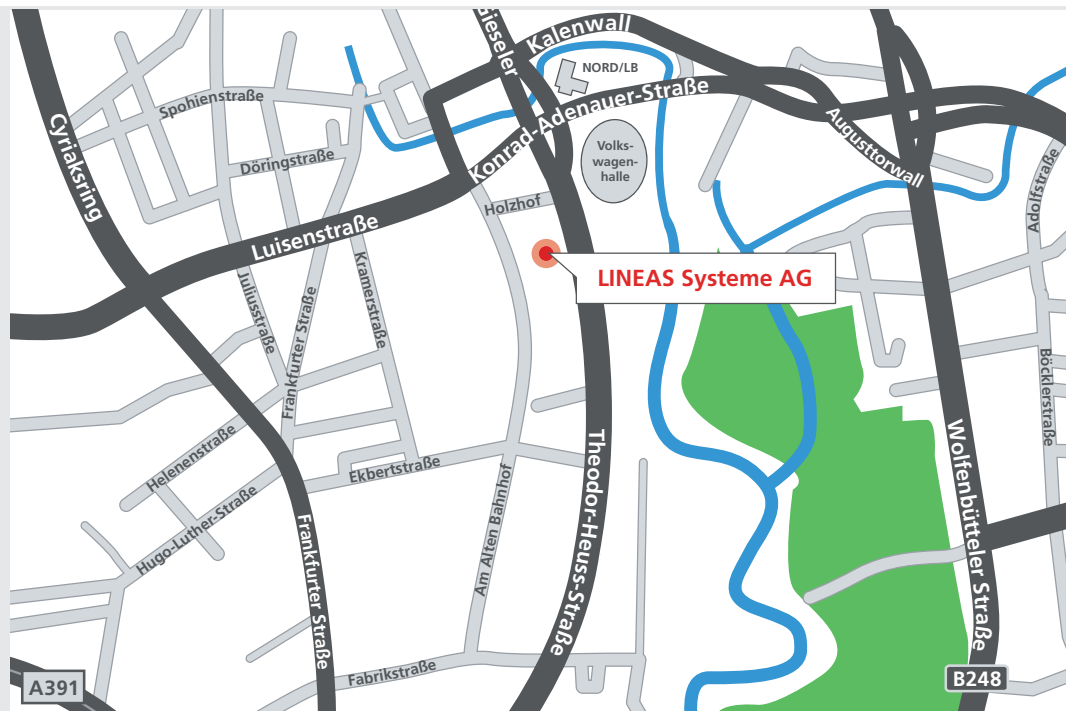 Gieseler
Kalenwall
NORD/LB
Spohienstraße
Konrad-Adenauer-Straße
Cyriaksring
Augusttorwall
Volks-
wagen-
halle
Döringstraße
Adolfstraße
Holzhof
Luisenstraße
LINEAS Systeme AG
Juliusstraße
Kramerstraße
Frankfurter Straße
Böcklerstraße
Helenenstraße
Ekbertstraße
Theodor-Heuss-Straße
Wolfenbütteler Straße
Hugo-Luther-Straße
Am Alten Bahnhof
Frankfurter Straße
Fabrikstraße
A391
B248